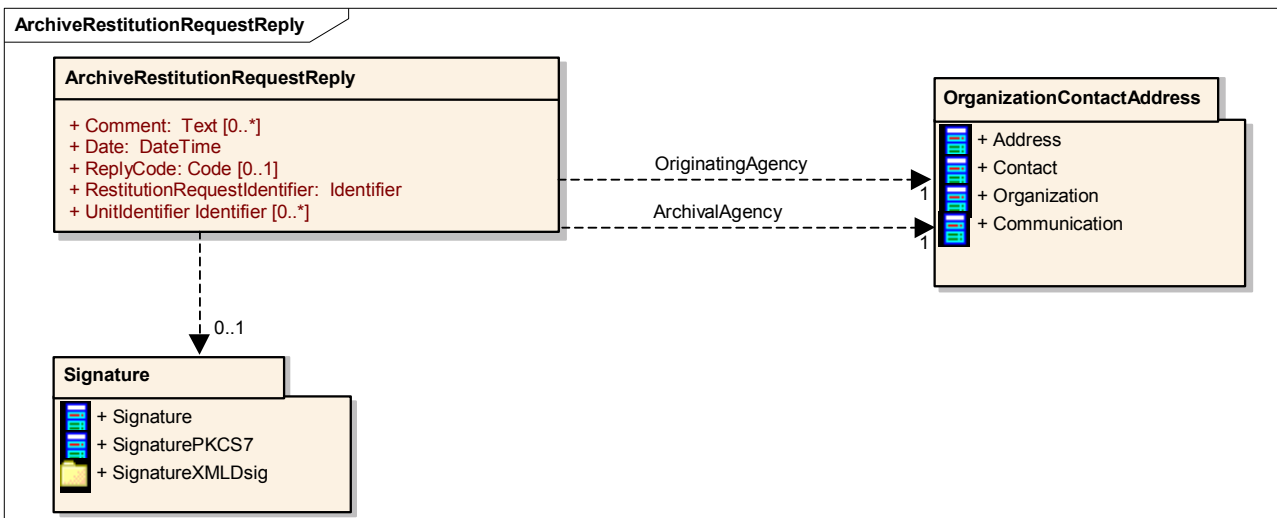 ArchiveRestitutionRequestReply
ArchiveRestitutionRequestReply
+ Comment: Text [0..*]
+ Date: DateTime
+ ReplyCode: Code [0..1]
+ RestitutionRequestIdentifier: Identifier
+ UnitIdentifier Identifier [0..*]
OriginatingAgency
1
ArchivalAgency
1
OrganizationContactAddress
+ Address
+ Contact
+ Organization
+ Communication
0..1
Signature
+ Signature
+ SignaturePKCS7
+ SignatureXMLDsig